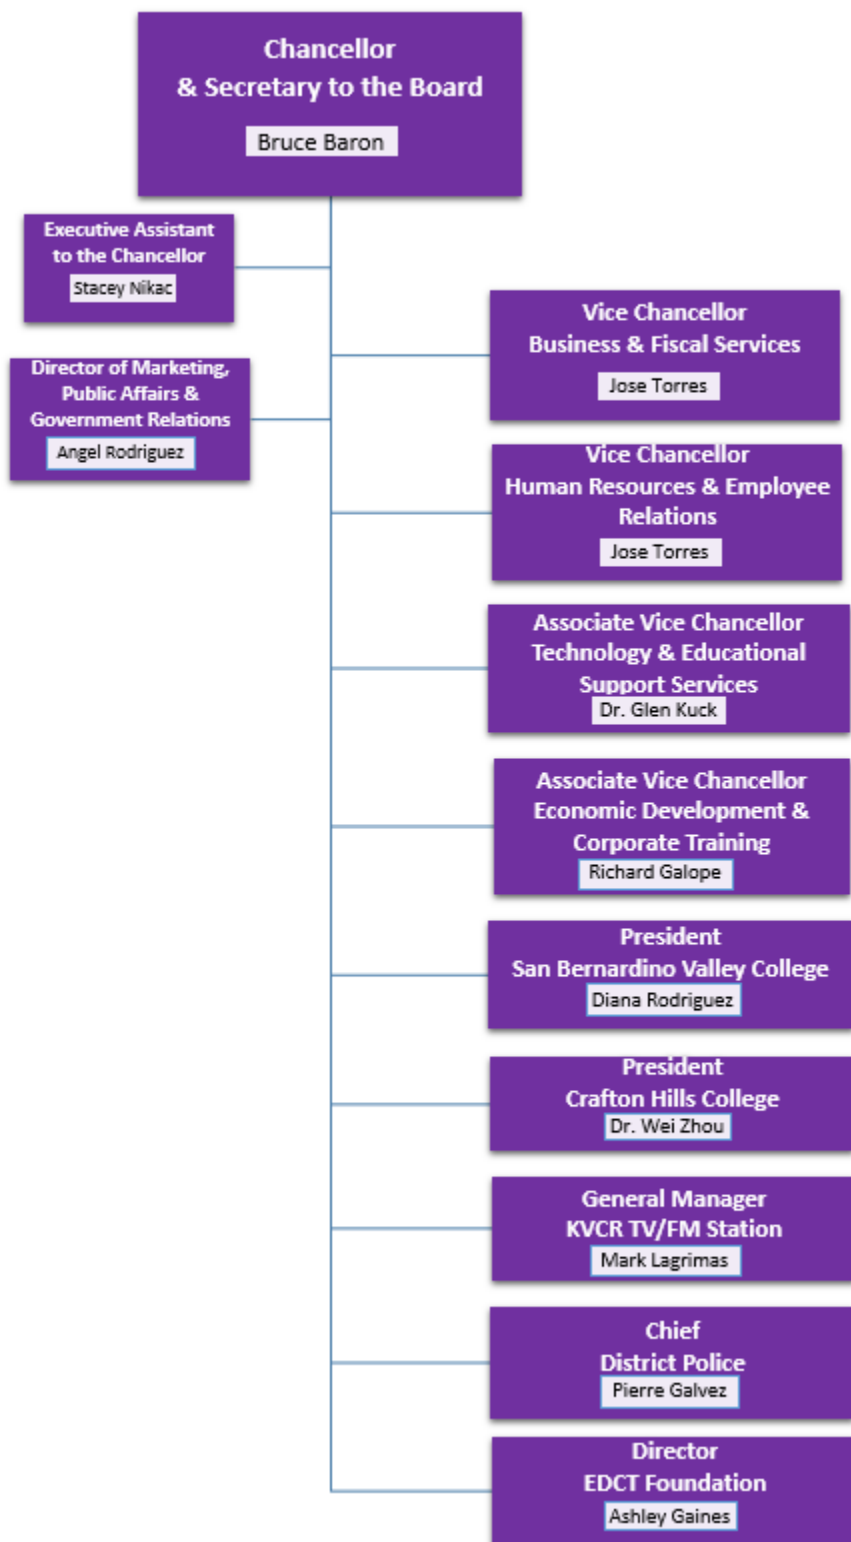 Chancellor
& Secretary to the Board
Bruce Baron
Executive Assistant
to the Chancellor
Stacey Nikac
Director of Marketing,
Public Affairs &
Government Relations
Angel Rodriguez
Vice Chancellor
Business & Fiscal Services
Jose Torres
Vice Chancellor
Human Resources & Employee
Relations
Jose Torres
Associate Vice Chancellor
Technology & Educational
Support Services
Dr. Glen Kuck
Associate Vice Chancellor
Economic Development &
Corporate Training
Richard Galope
President
San Bernardino Valley College
Diana Rodriguez
President
Crafton Hills College
Dr. Wei Zhou
General Manager
KVCR TV/FM Station
Mark Lagrimas
Chief
District Police
Pierre Galvez
Director
EDCT Foundation
Ashley Gaines